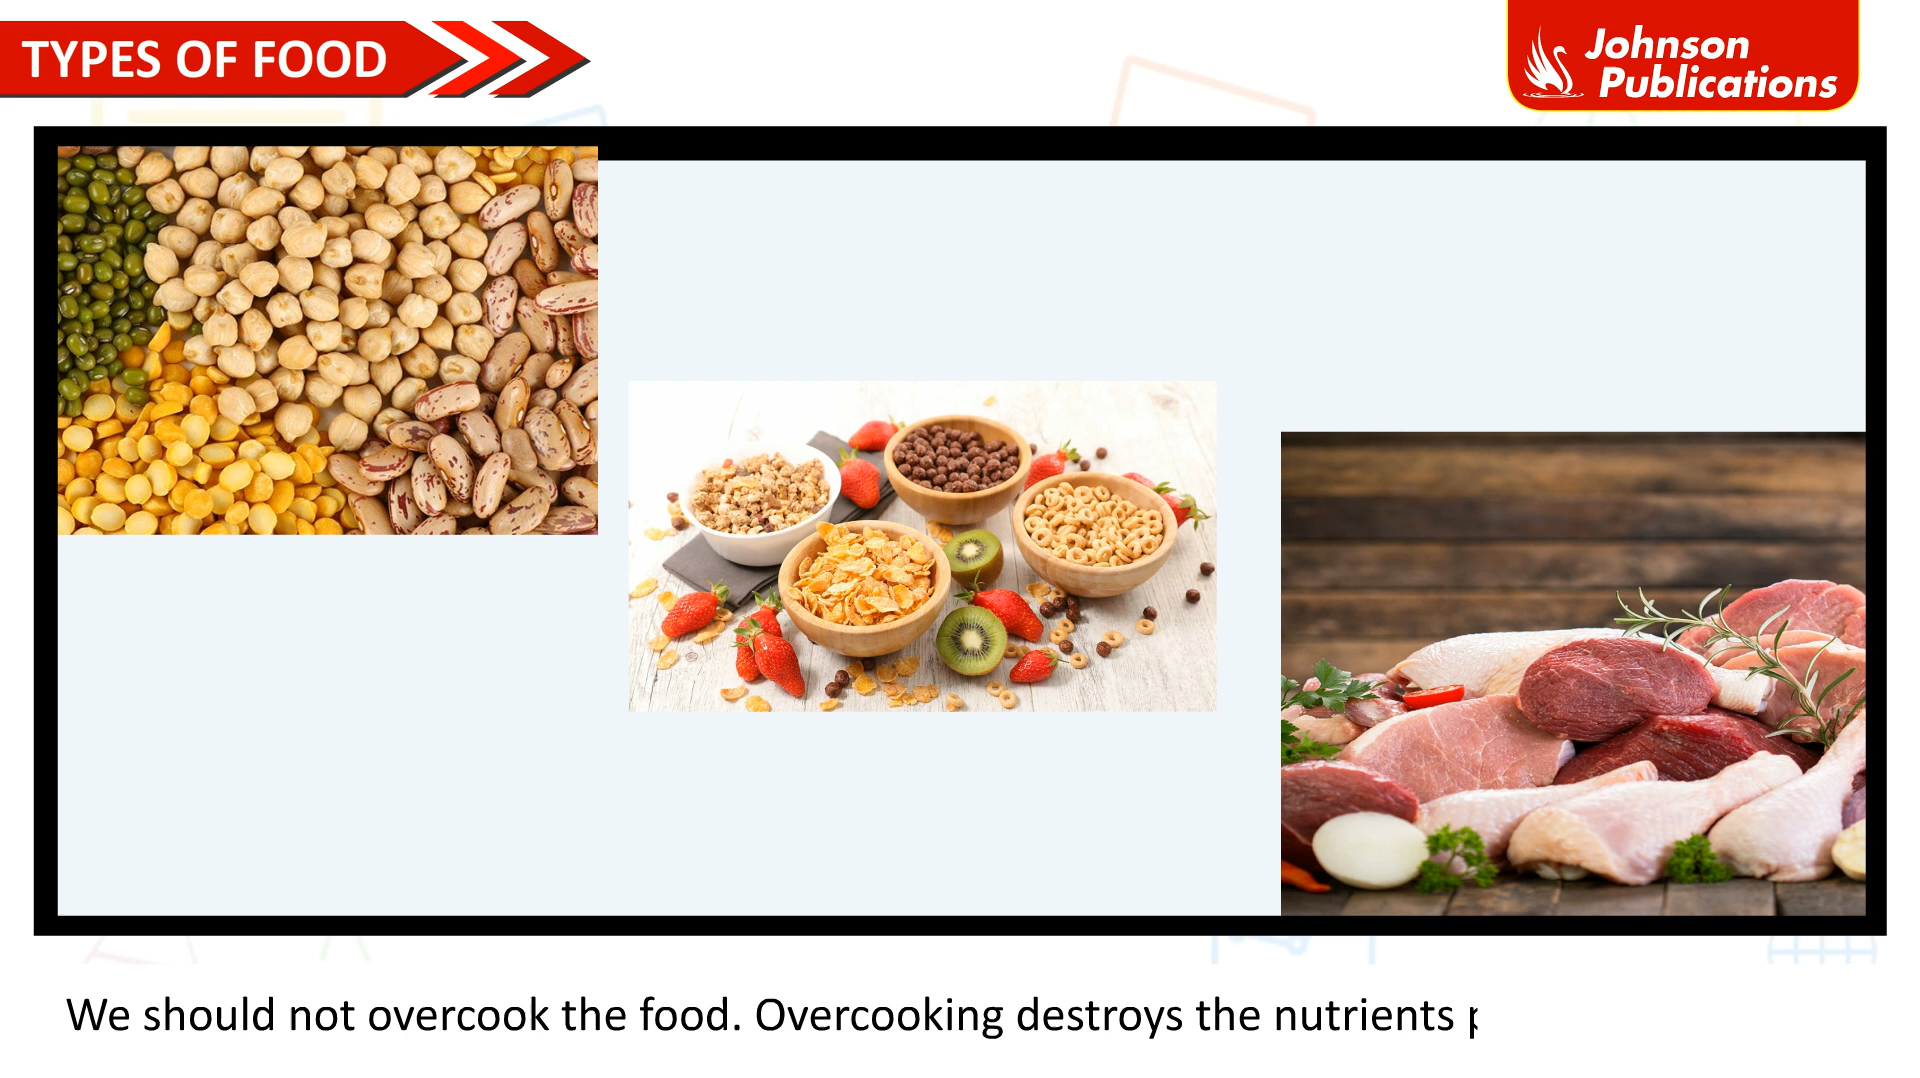 TYPES OF FOOD
Johnson
Publications
We should not overcook the food. Overcooking destroys the nutrients